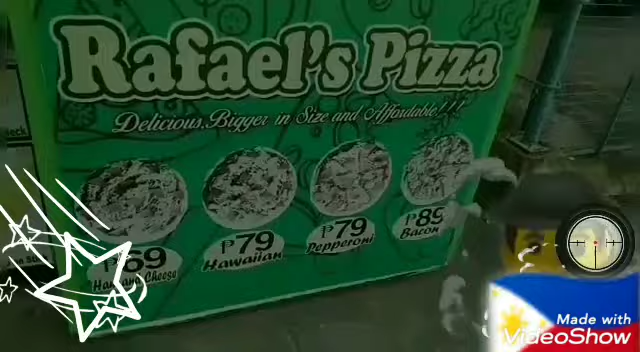 Rafael's Pizza
Delicious, Bigger in Size and Affordable!!!
₱69
Ham and Cheese
₱79
Hawaiian
₱79
Pepperoni
₱89
Bacon
Made with
VideoShow